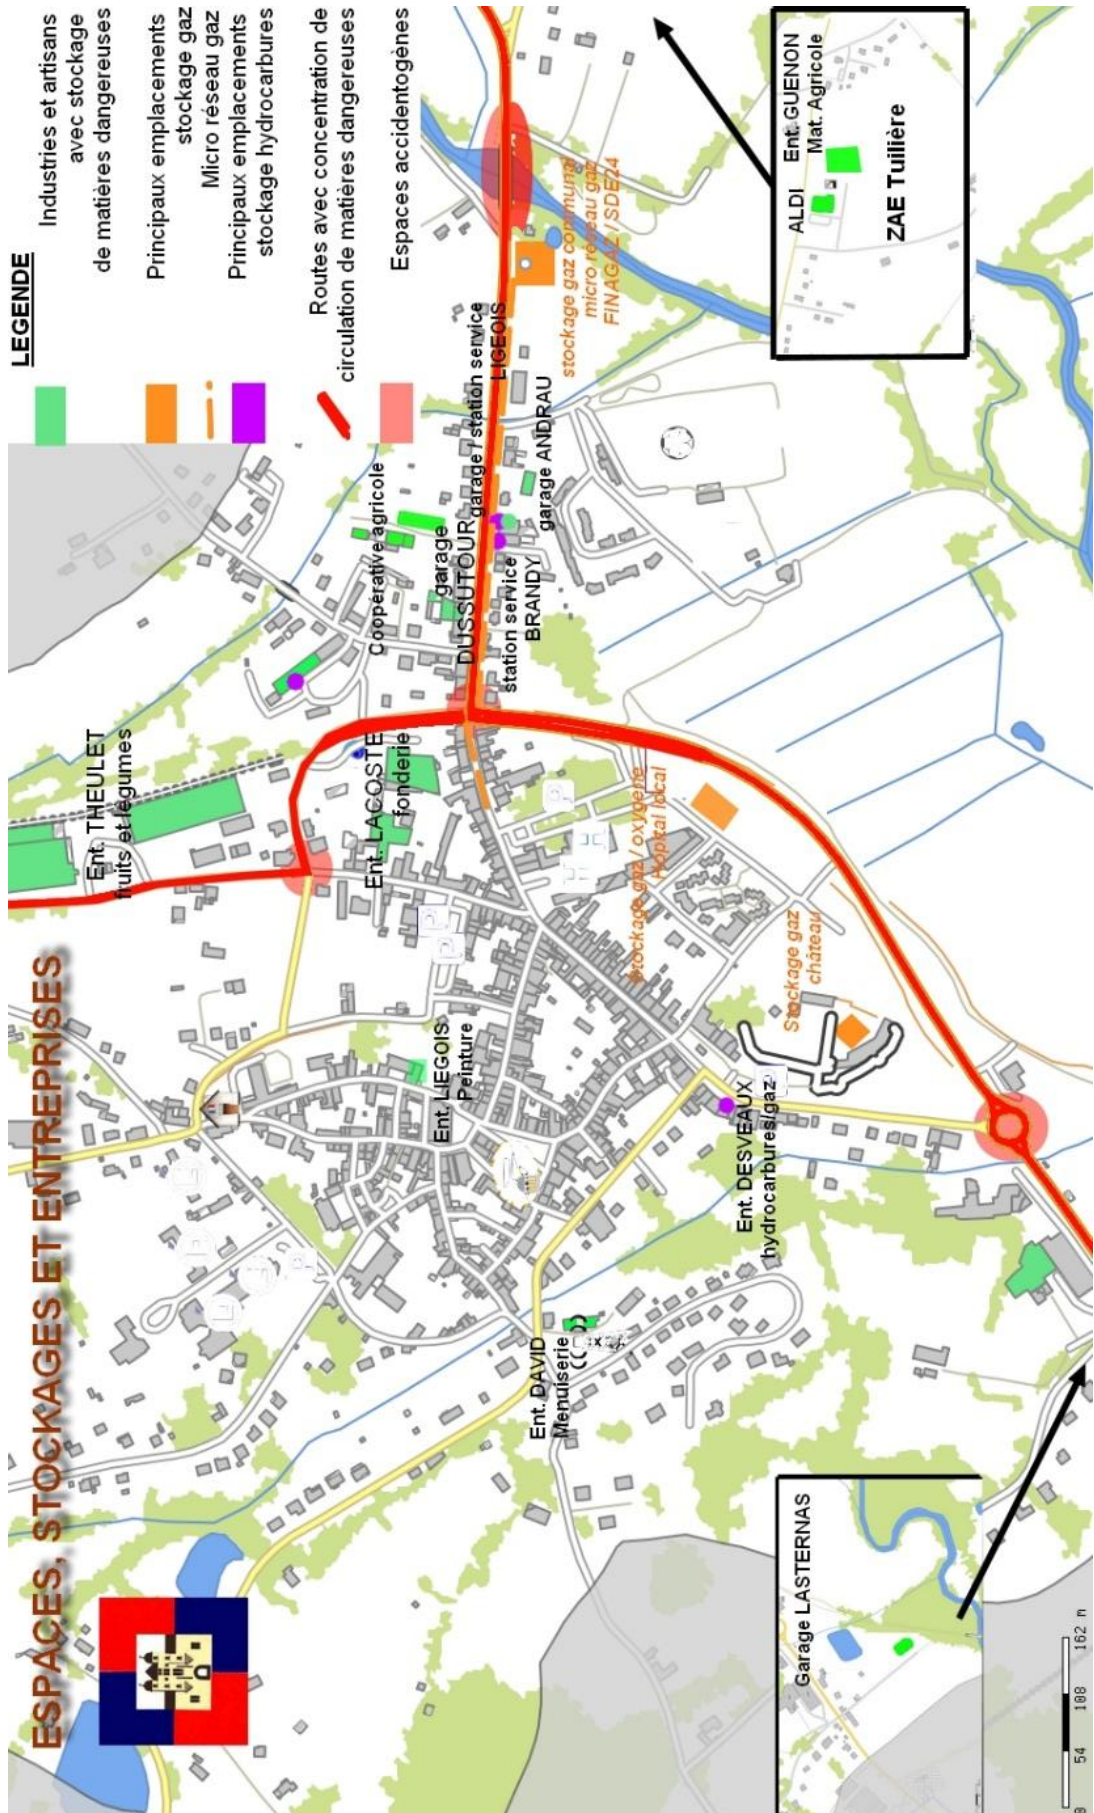 ESPACES, STOCKAGES ET ENTREPRISES
LEGENDE
Industries et artisans
avec stockage
de matières dangereuses
Principaux emplacements
stockage gaz
Micro réseau gaz
Principaux emplacements
stockage hydrocarbures
Routes avec concentration de
circulation de matières dangereuses
Espaces accidentogènes
Ent. THEULET
fruits et légumes
Ent. LACOSTE
fonderie
Coopérative agricole
garage
DUSSUTOUR
garage / station service
LIGEOIS
station service
BRANDY
garage ANDRAU
stockage gaz communal
micro réseau gaz
FINAGAZ / SDE24
Ent. LIEGOIS
Peinture
Stockage gaz / oxygène
Hopital local
Stockage gaz
château
Ent. DESVEAUX
hydrocarbures/gaz
Ent. DAVID
Menuiserie
ALDI
Ent. GUENON
Mat. Agricole
ZAE Tuilière
Garage LASTERNAS
0 54 108 162 m